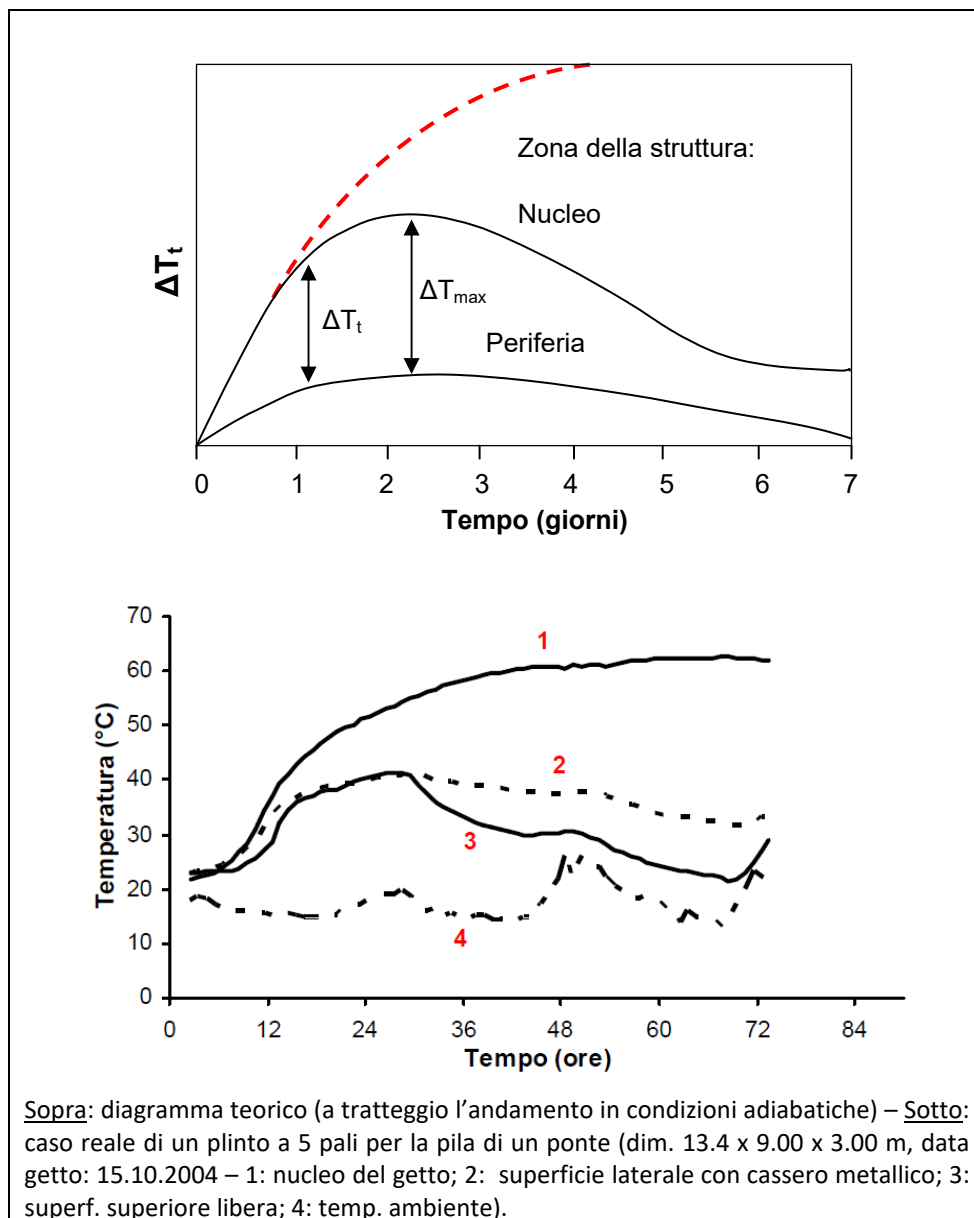 Zona della struttura:
Nucleo
ΔTt
ΔTt
ΔTmax
Periferia
0 1 2 3 4 5 6 7
Tempo (giorni)
70
60
50
40
30
20
10
0
Temperatura (°C)
1
2
3
4
0 12 24 36 48 60 72 84
Tempo (ore)
Sopra: diagramma teorico (a tratteggio l’andamento in condizioni adiabatiche) – Sotto:
caso reale di un plinto a 5 pali per la pila di un ponte (dim. 13.4 x 9.00 x 3.00 m, data
getto: 15.10.2004 – 1: nucleo del getto; 2: superficie laterale con cassero metallico; 3:
superf. superiore libera; 4: temp. ambiente).